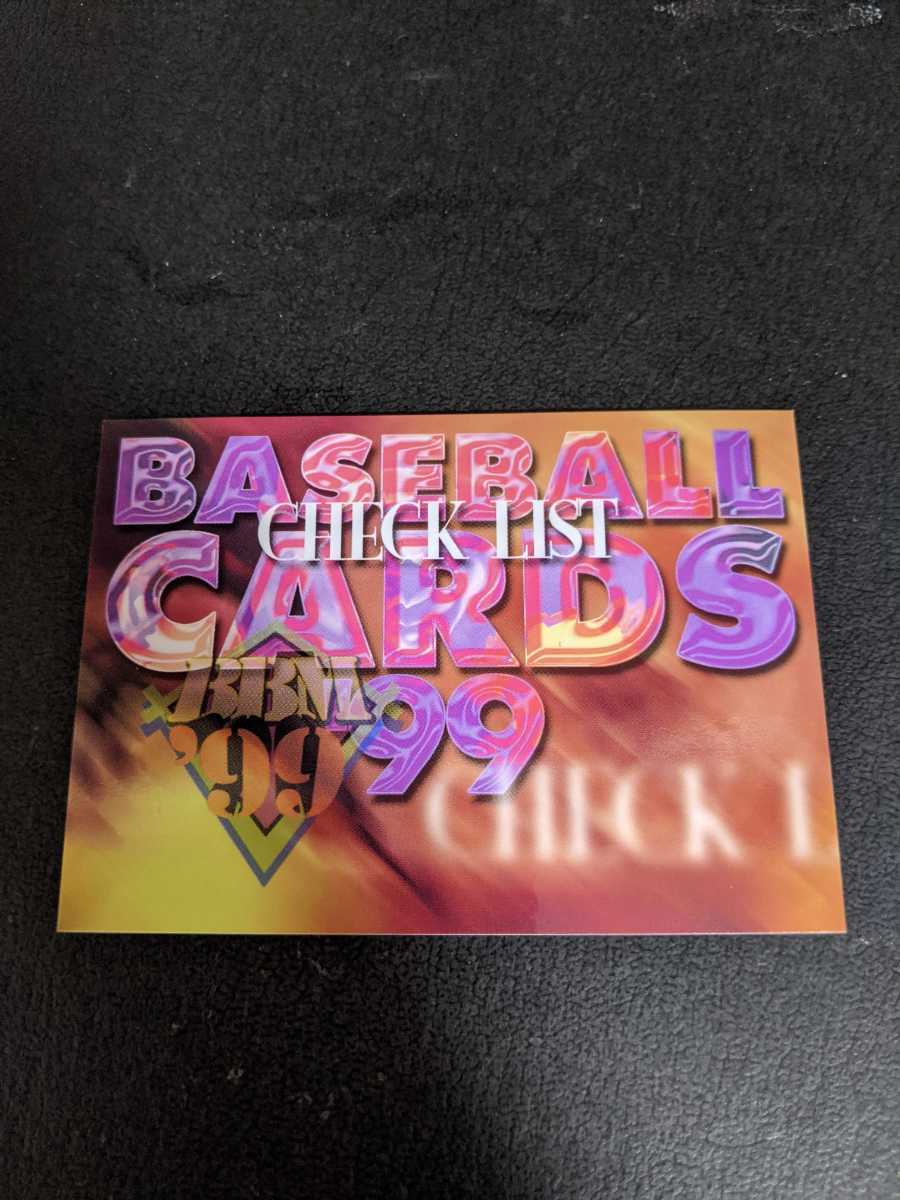 BASEBALL
CHECK LIST
CARDS
BBM
'99
'99
CHECK L